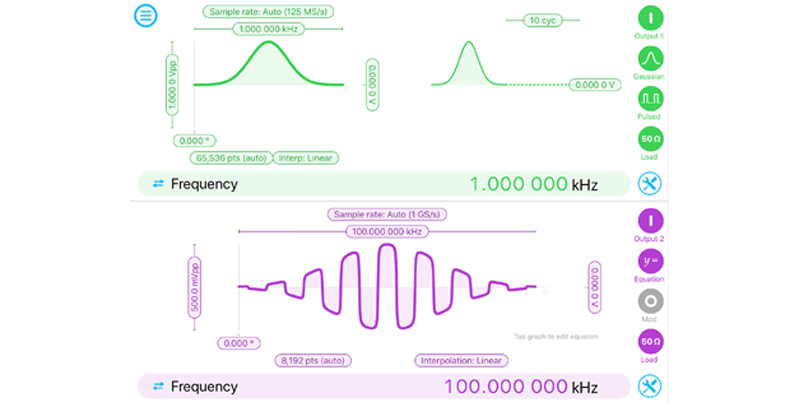 Sample rate: Auto (125 MS/s)
1.000 000 kHz
10 cyc
Output 1
1.000 0 Vpp
0.000 0 V
0.000 0 V
Gaussian
Pulsed
0.000 °
50 Ω
65,536 pts (auto)
Interp: Linear
Load
Frequency
1.000 000 kHz
Sample rate: Auto (1 GS/s)
100.000 000 kHz
Output 2
500.0 mVpp
0.000 0 V
y =
Equation
Mod
Tap graph to edit equation
0.000 °
50 Ω
8,192 pts (auto)
Interpolation: Linear
Load
Frequency
100.000 000 kHz